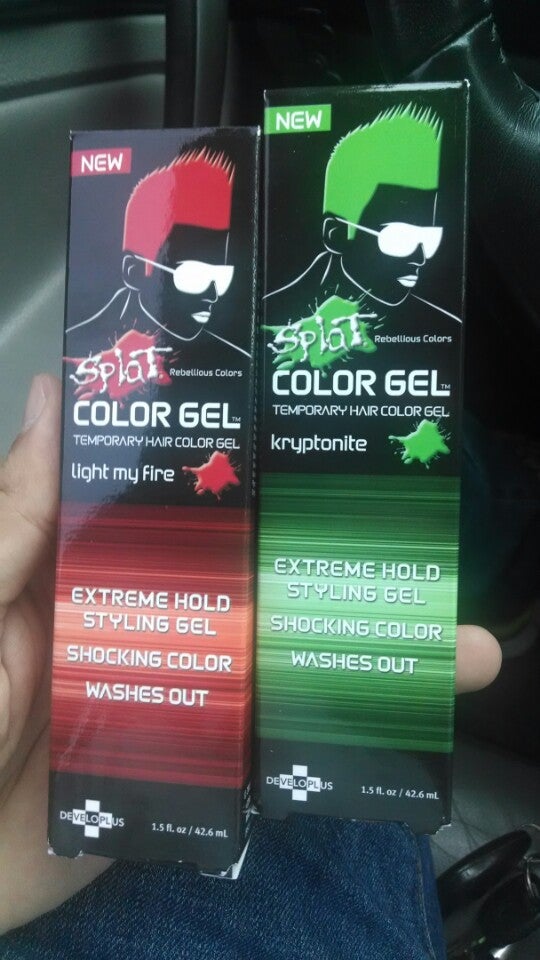 NEW
Splat.
Rebellious Colors
COLOR GEL™
TEMPORARY HAIR COLOR GEL
light my fire
EXTREME HOLD
STYLING GEL
SHOCKING COLOR
WASHES OUT
DEVELOPLUS
1.5 fl. oz / 42.6 mL
NEW
Splat.
Rebellious Colors
COLOR GEL™
TEMPORARY HAIR COLOR GEL
kryptonite
EXTREME HOLD
STYLING GEL
SHOCKING COLOR
WASHES OUT
DEVELOPLUS
1.5 fl. oz / 42.6 mL